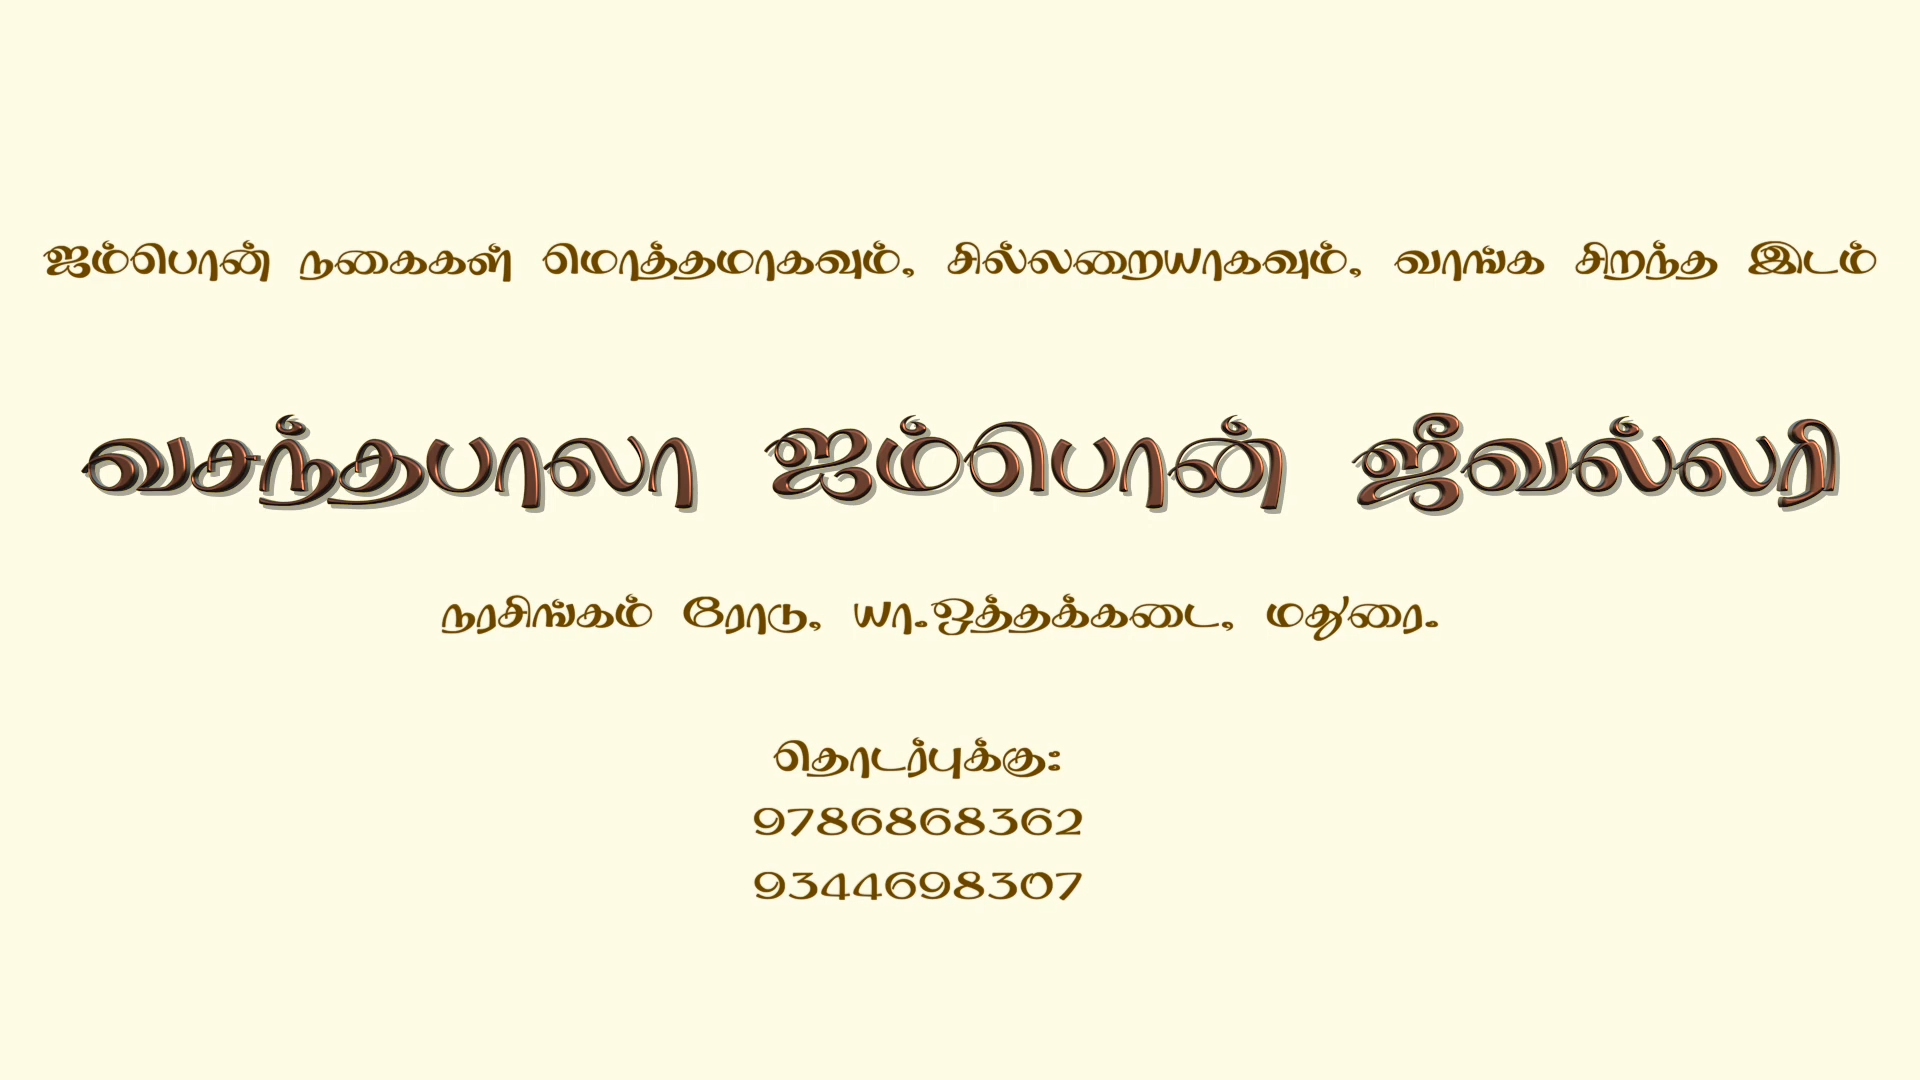 ஐம்பொன் நகைகள் மொத்தமாகவும், சில்லறையாகவும், வாங்க சிறந்த இடம்
வசந்தபாலா ஐம்பொன் ஜீவல்லரி
நரசிங்கம் ரோடு, யா.ஒத்தக்கடை, மதுரை.
தொடர்புக்கு:
9786868362
9344698307